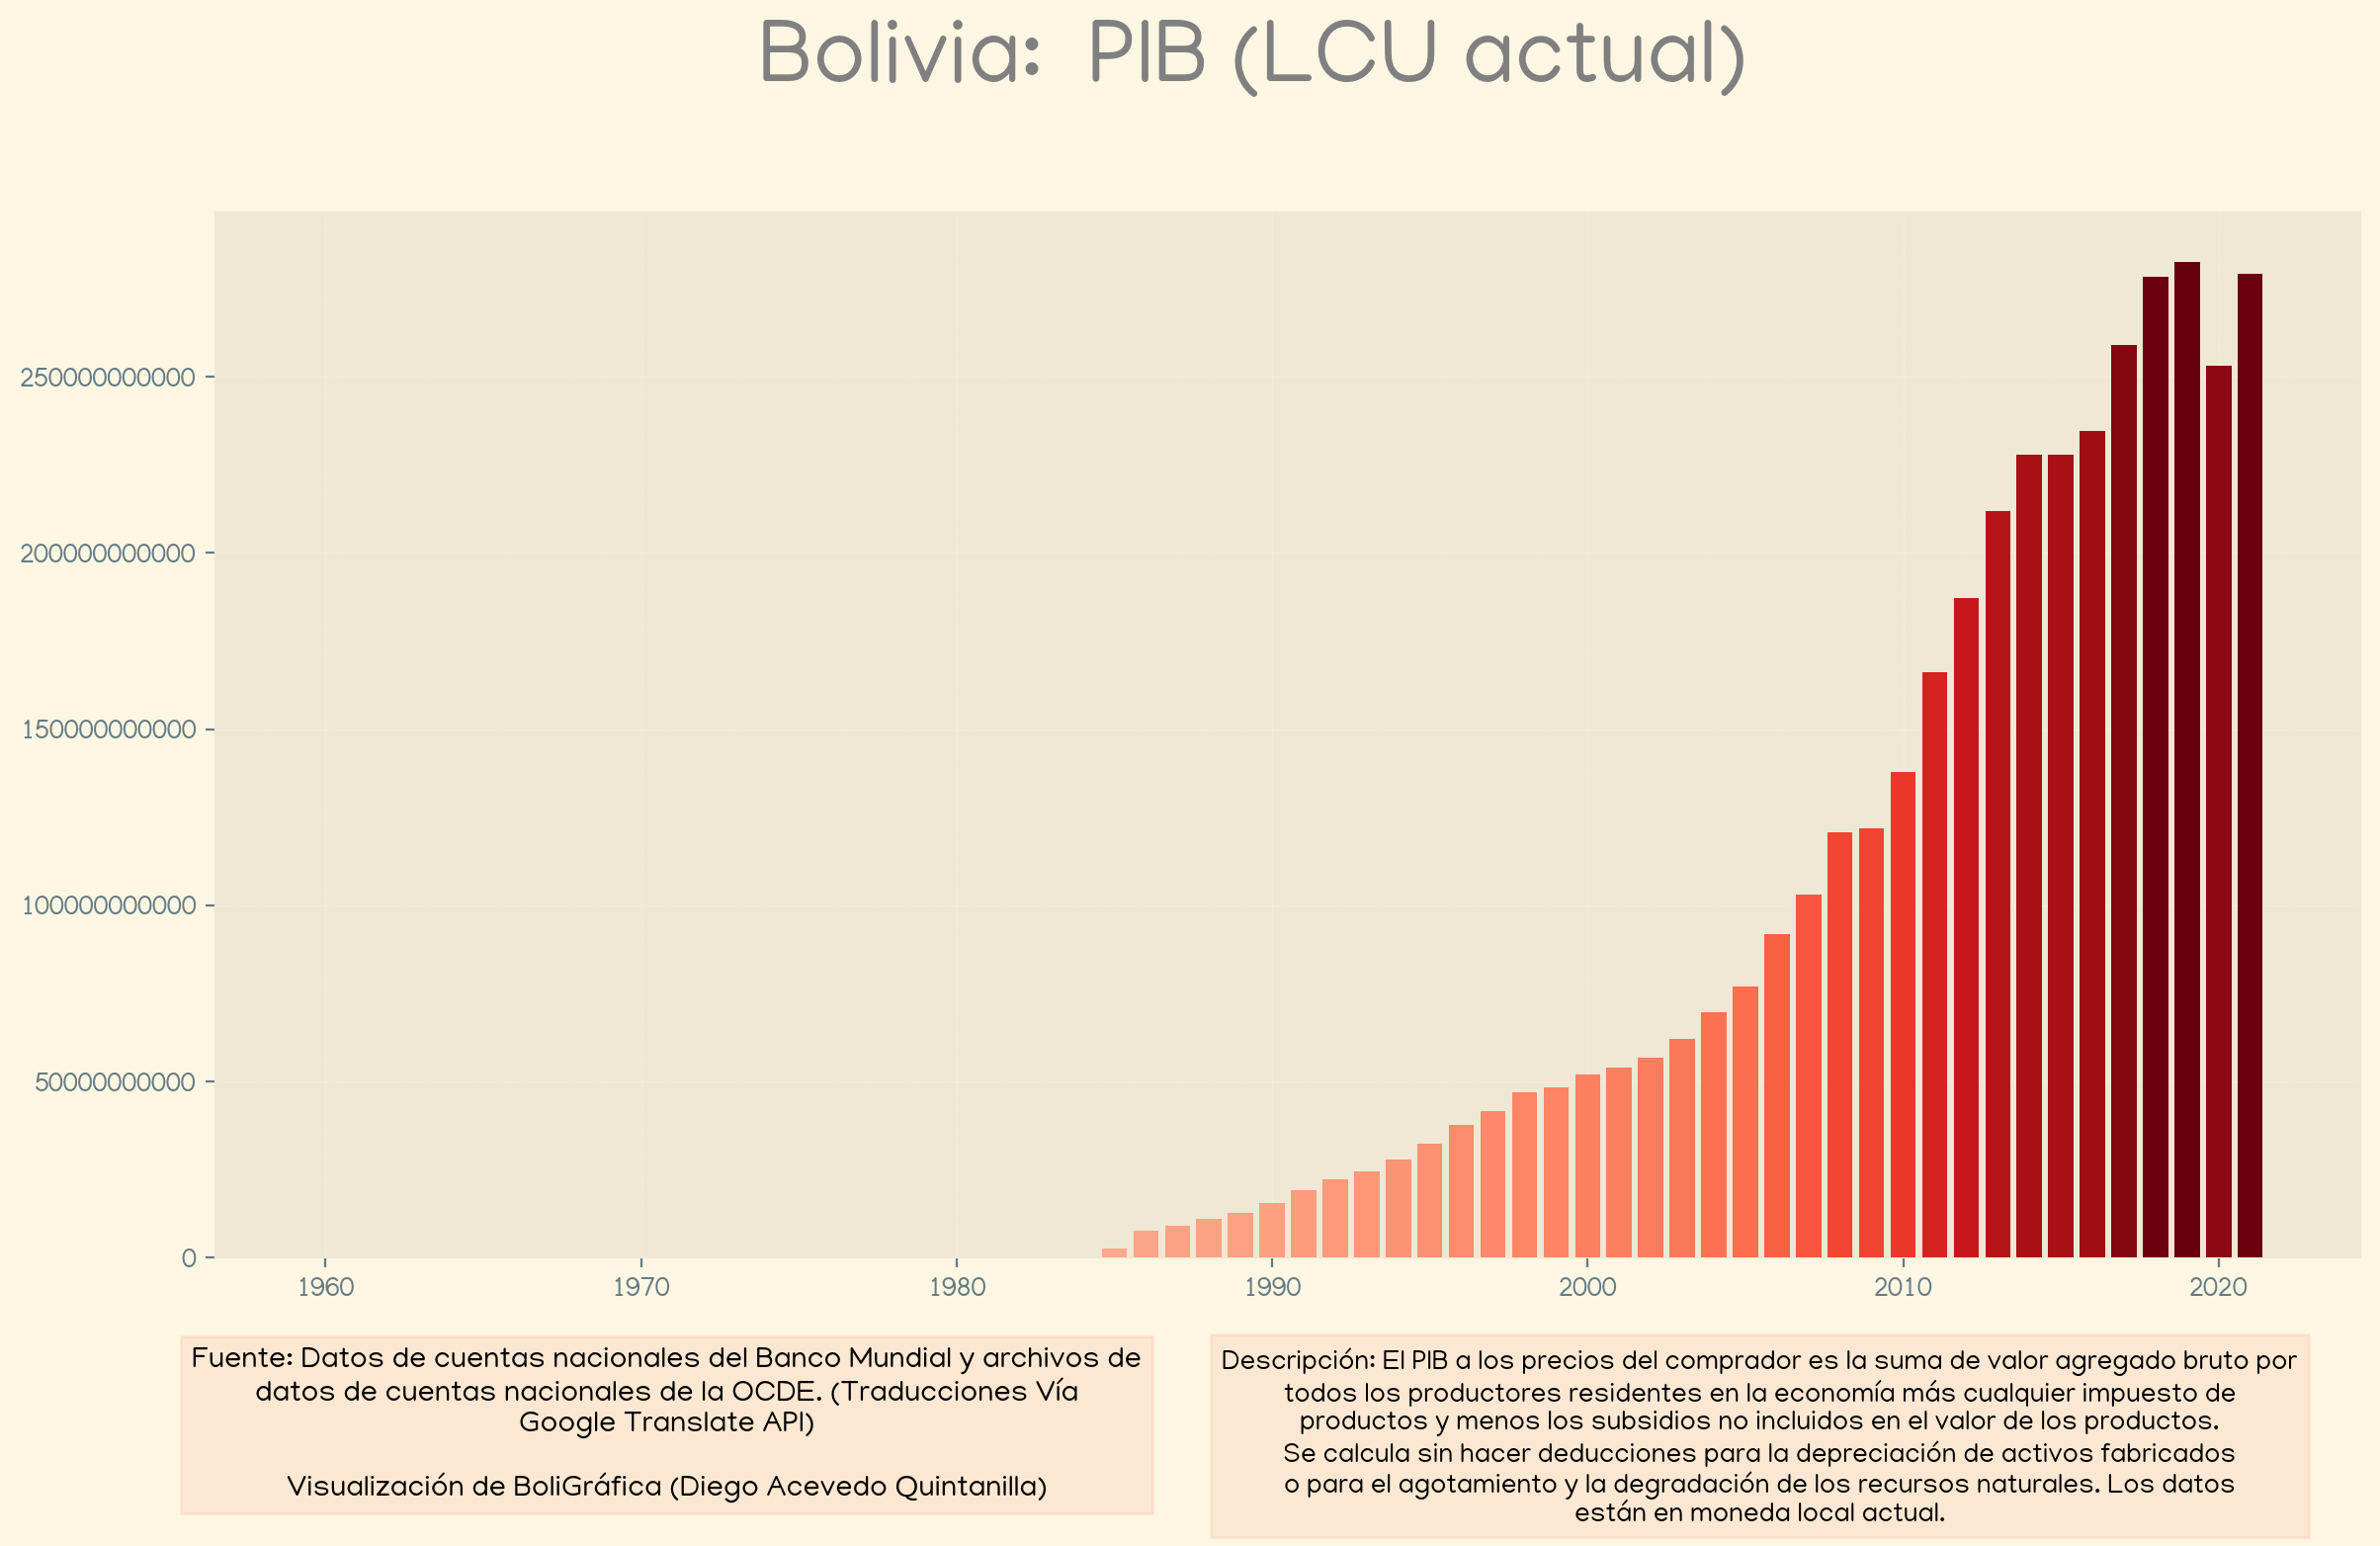 Bolivia: PIB (LCU actual)
250000000000
200000000000
150000000000
100000000000
50000000000
0
1960 1970 1980 1990 2000 2010 2020
Fuente: Datos de cuentas nacionales del Banco Mundial y archivos de
datos de cuentas nacionales de la OCDE. (Traducciones Vía
Google Translate API)
Visualización de BoliGráfica (Diego Acevedo Quintanilla)
Descripción: El PIB a los precios del comprador es la suma de valor agregado bruto por
todos los productores residentes en la economía más cualquier impuesto de
productos y menos los subsidios no incluidos en el valor de los productos.
Se calcula sin hacer deducciones para la depreciación de activos fabricados
o para el agotamiento y la degradación de los recursos naturales. Los datos
están en moneda local actual.